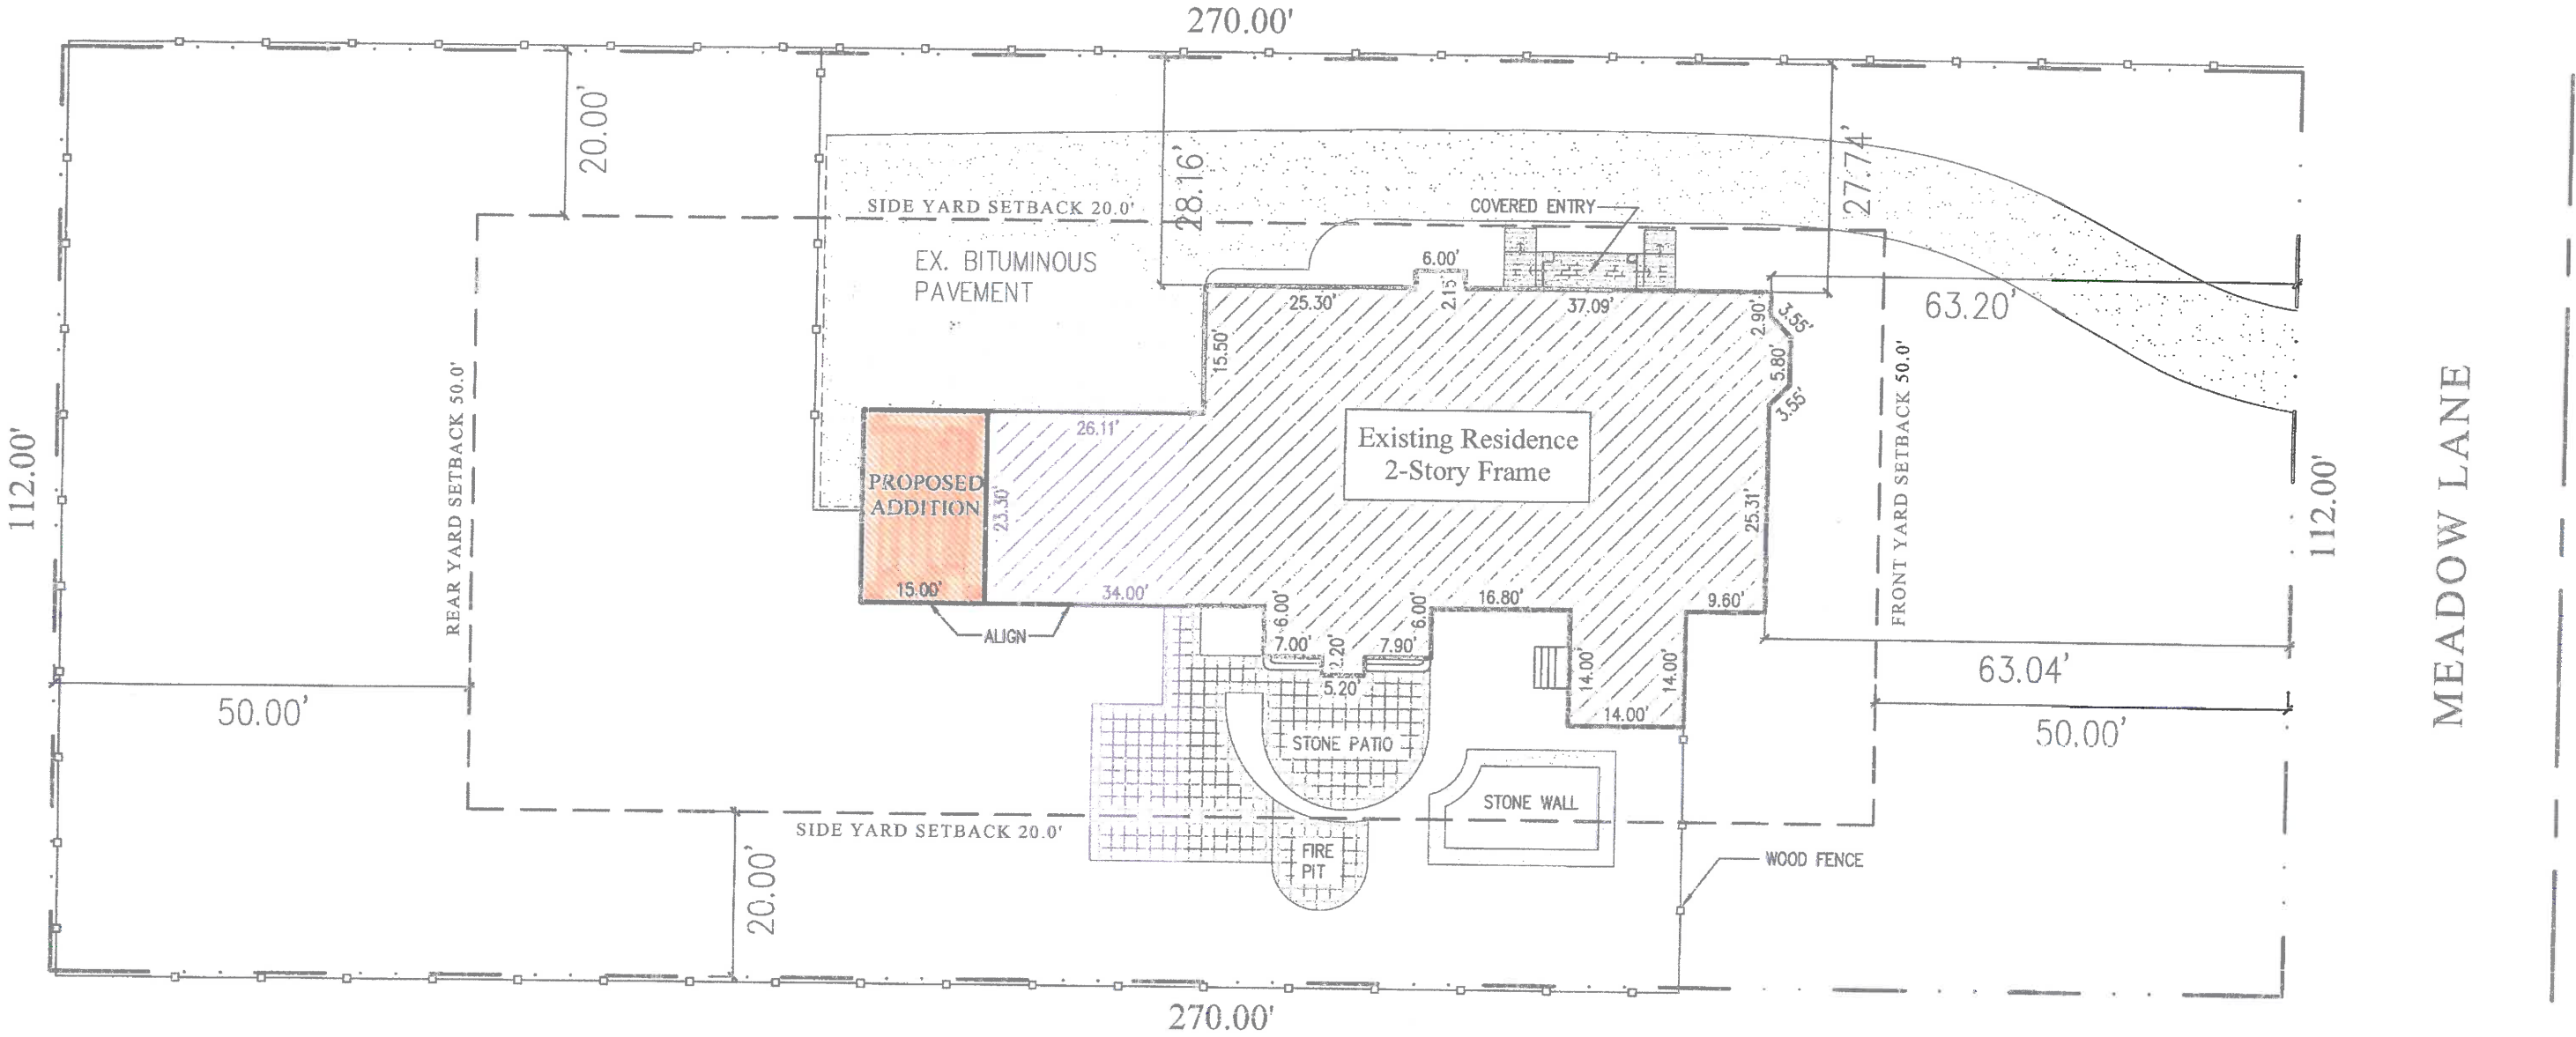 270.00'
20.00'
28.16'
27.74'
SIDE YARD SETBACK 20.0'
COVERED ENTRY
EX. BITUMINOUS
PAVEMENT
6.00'
2.15'
25.30'
37.09'
2.90'
3.55'
63.20'
15.50'
5.80'
3.55'
REAR YARD SETBACK 50.0'
FRONT YARD SETBACK 50.0'
MEADOW LANE
112.00'
26.11'
Existing Residence
2-Story Frame
PROPOSED
ADDITION
23.30'
25.31'
112.00'
15.00'
34.00'
6.00'
6.00'
16.80'
9.60'
ALIGN
7.00'
2.20'
7.90'
5.20'
14.00'
14.00'
63.04'
50.00'
14.00'
50.00'
STONE PATIO
STONE WALL
SIDE YARD SETBACK 20.0'
20.00'
FIRE
PIT
WOOD FENCE
270.00'